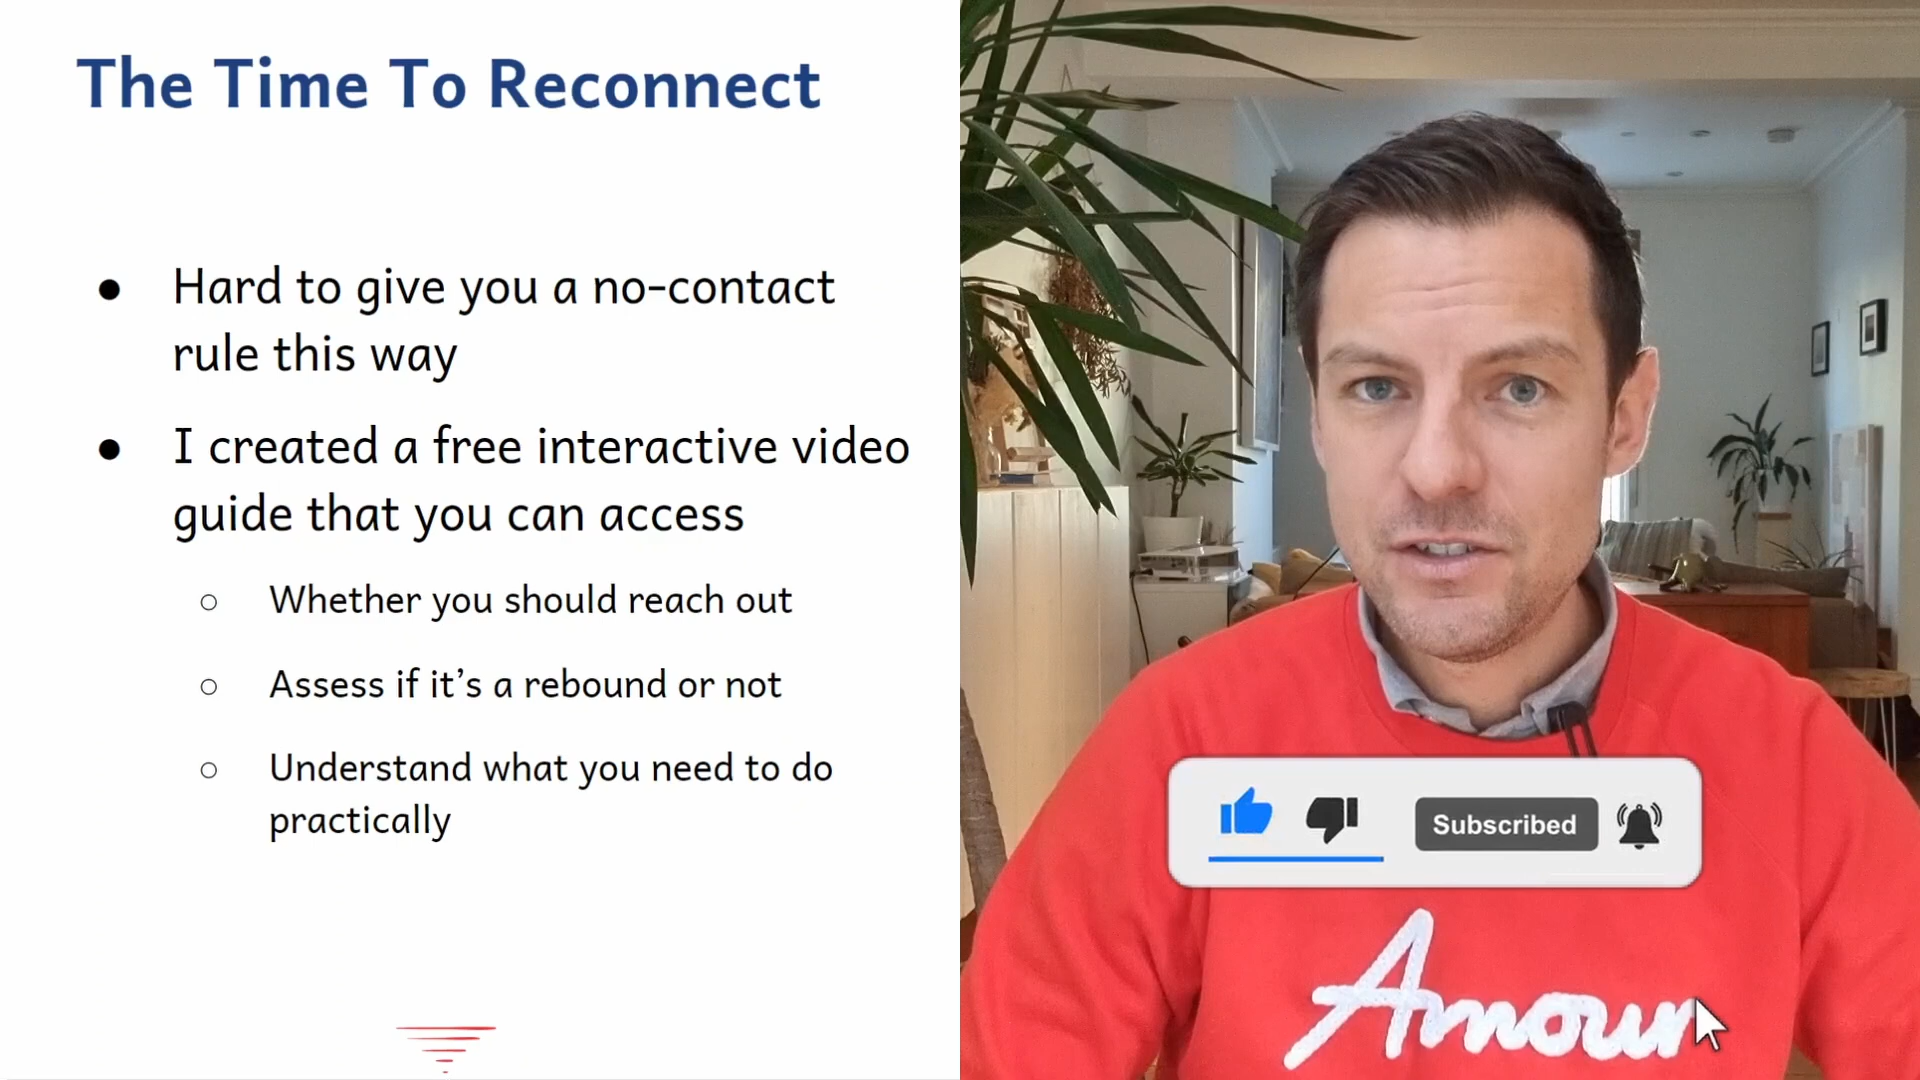 The Time To Reconnect
● Hard to give you a no-contact
rule this way
● I created a free interactive video
guide that you can access
○ Whether you should reach out
○ Assess if it’s a rebound or not
○ Understand what you need to do
practically
Subscribed
Amour